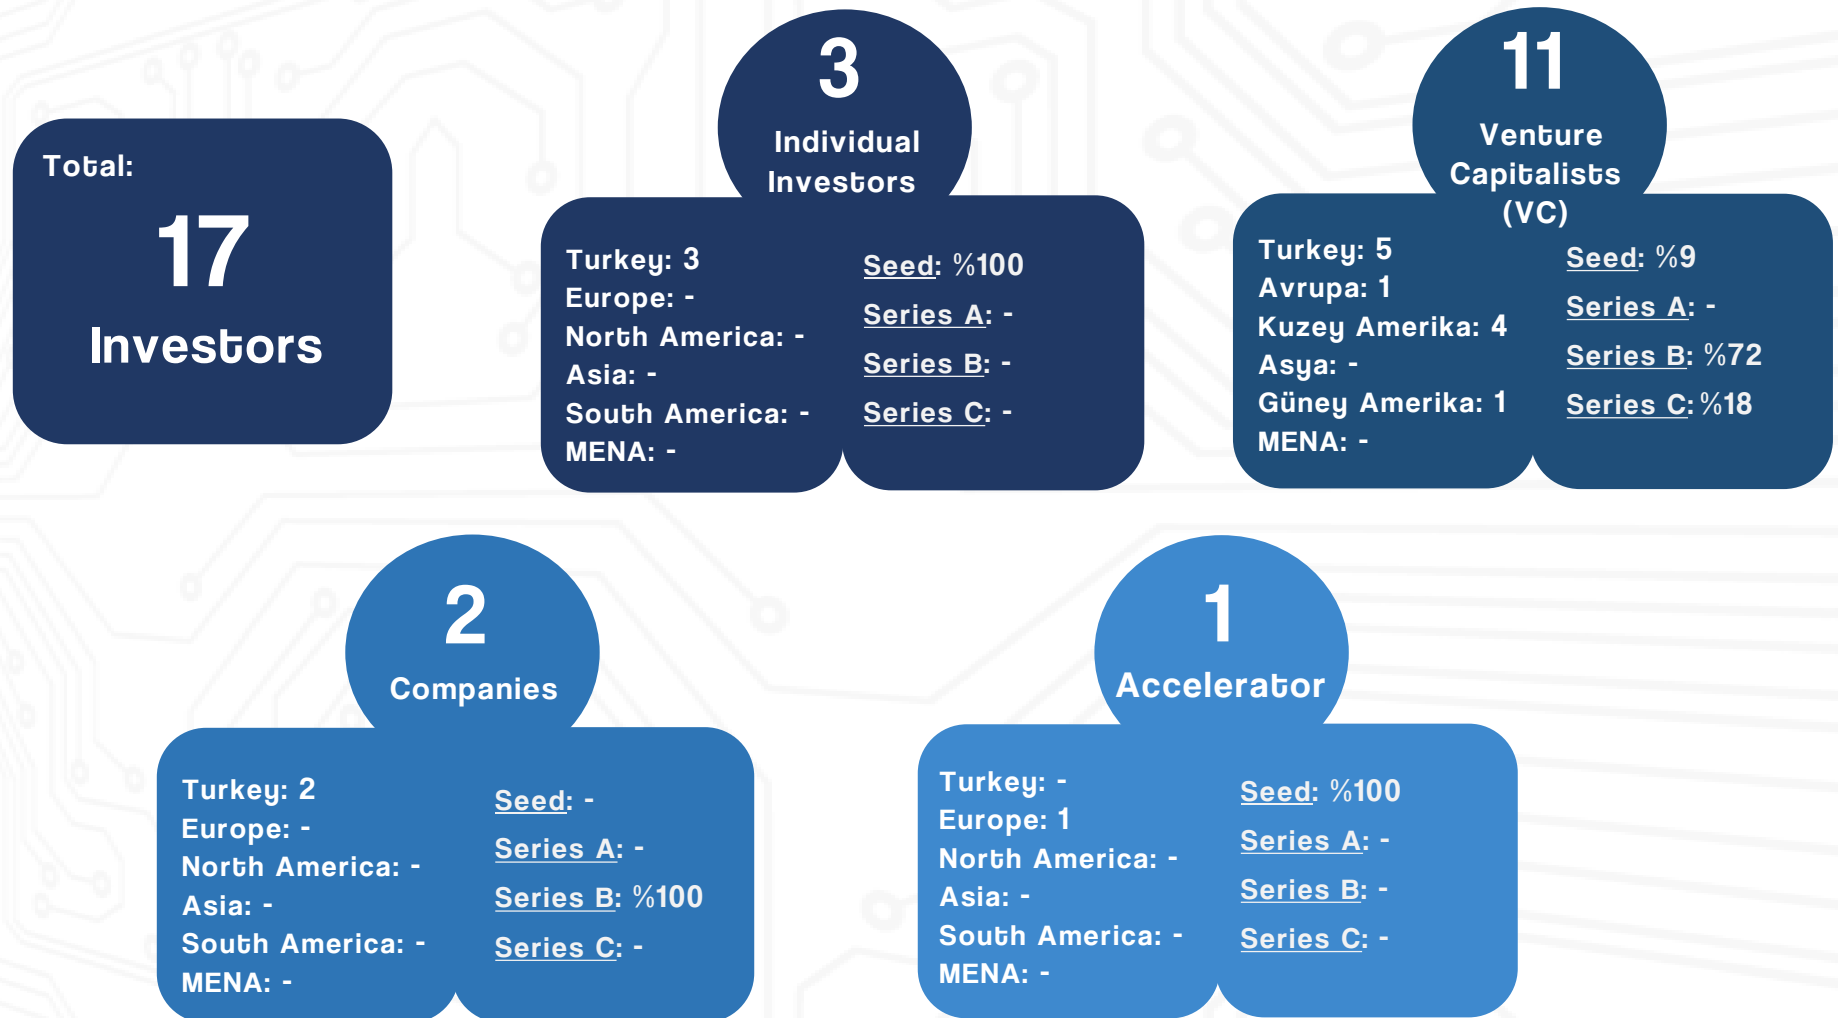 Total:
17
Investors
3
Individual
Investors
Turkey: 3
Europe: -
North America: -
Asia: -
South America: -
MENA: -
Seed: %100
Series A: -
Series B: -
Series C: -
11
Venture
Capitalists
(VC)
Turkey: 5
Avrupa: 1
Kuzey Amerika: 4
Asya: -
Güney Amerika: 1
MENA: -
Seed: %9
Series A: -
Series B: %72
Series C: %18
2
Companies
Turkey: 2
Europe: -
North America: -
Asia: -
South America: -
MENA: -
Seed: -
Series A: -
Series B: %100
Series C: -
1
Accelerator
Turkey: -
Europe: 1
North America: -
Asia: -
South America: -
MENA: -
Seed: %100
Series A: -
Series B: -
Series C: -